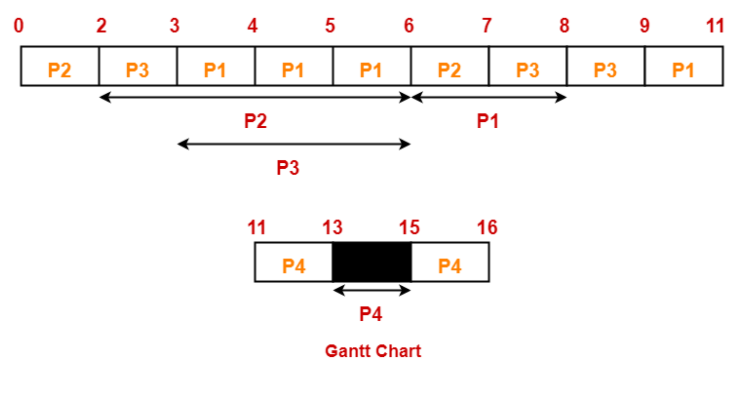 0 2 3 4 5 6 7 8 9 11
P2 P3 P1 P1 P1 P2 P3 P3 P1
P2 P1
P3
11 13 15 16
P4 P4
P4
Gantt Chart